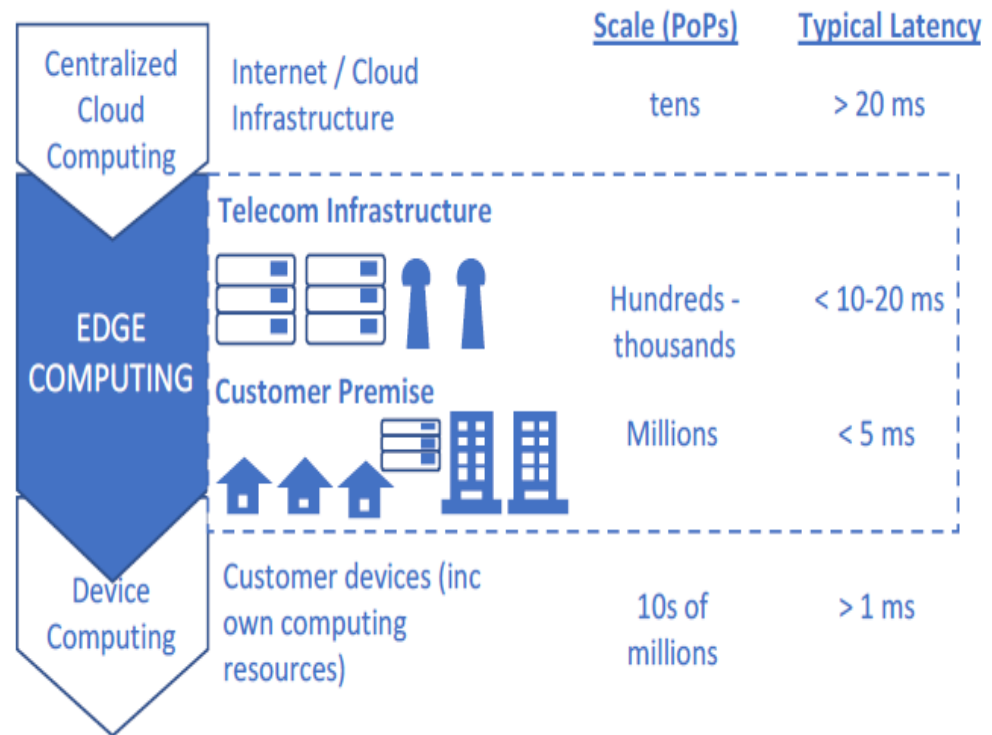 Scale (PoPs) Typical Latency
Centralized
Cloud
Computing
Internet / Cloud
Infrastructure
tens
> 20 ms
Telecom Infrastructure
EDGE
COMPUTING
Hundreds -
thousands
< 10-20 ms
Customer Premise
Millions
< 5 ms
Device
Computing
Customer devices (inc
own computing
resources)
10s of
millions
> 1 ms